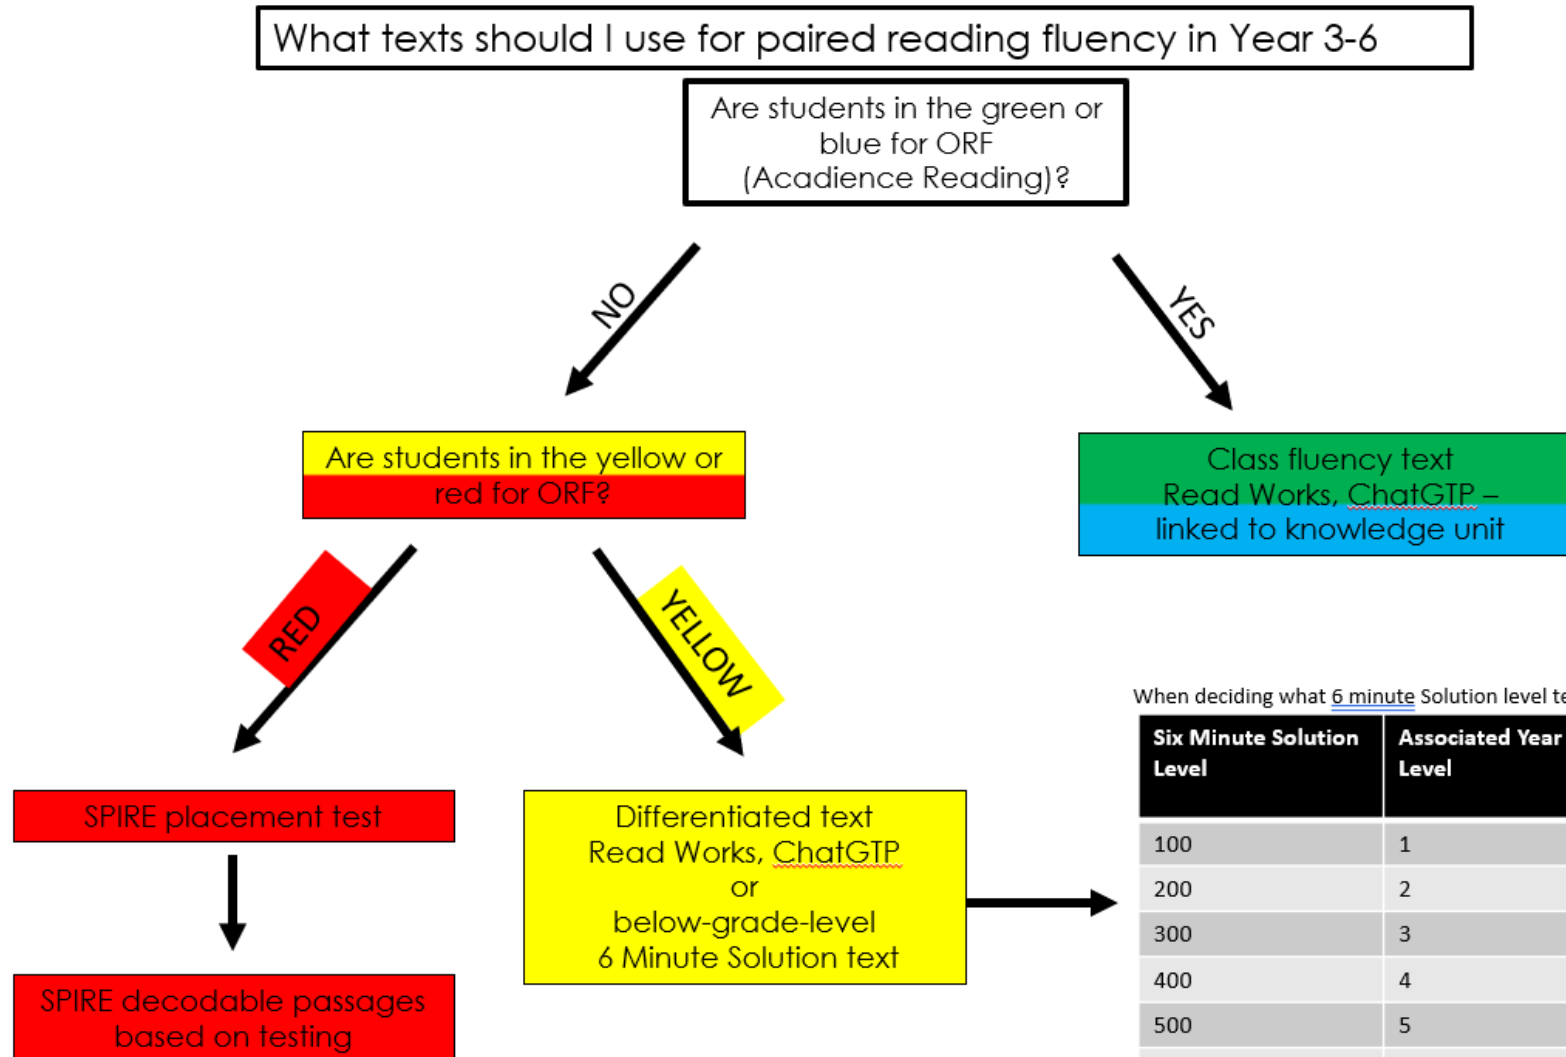 What texts should I use for paired reading fluency in Year 3-6
Are students in the green or
blue for ORF
(Acadience Reading)?
NO
YES
Are students in the yellow or
red for ORF?
Class fluency text
Read Works, ChatGTP –
linked to knowledge unit
RED
YELLOW
SPIRE placement test
SPIRE decodable passages
based on testing
Differentiated text
Read Works, ChatGTP
or
below-grade-level
6 Minute Solution text
When deciding what 6 minute Solution level
Six Minute Solution Level
Associated Year Level
100 1
200 2
300 3
400 4
500 5